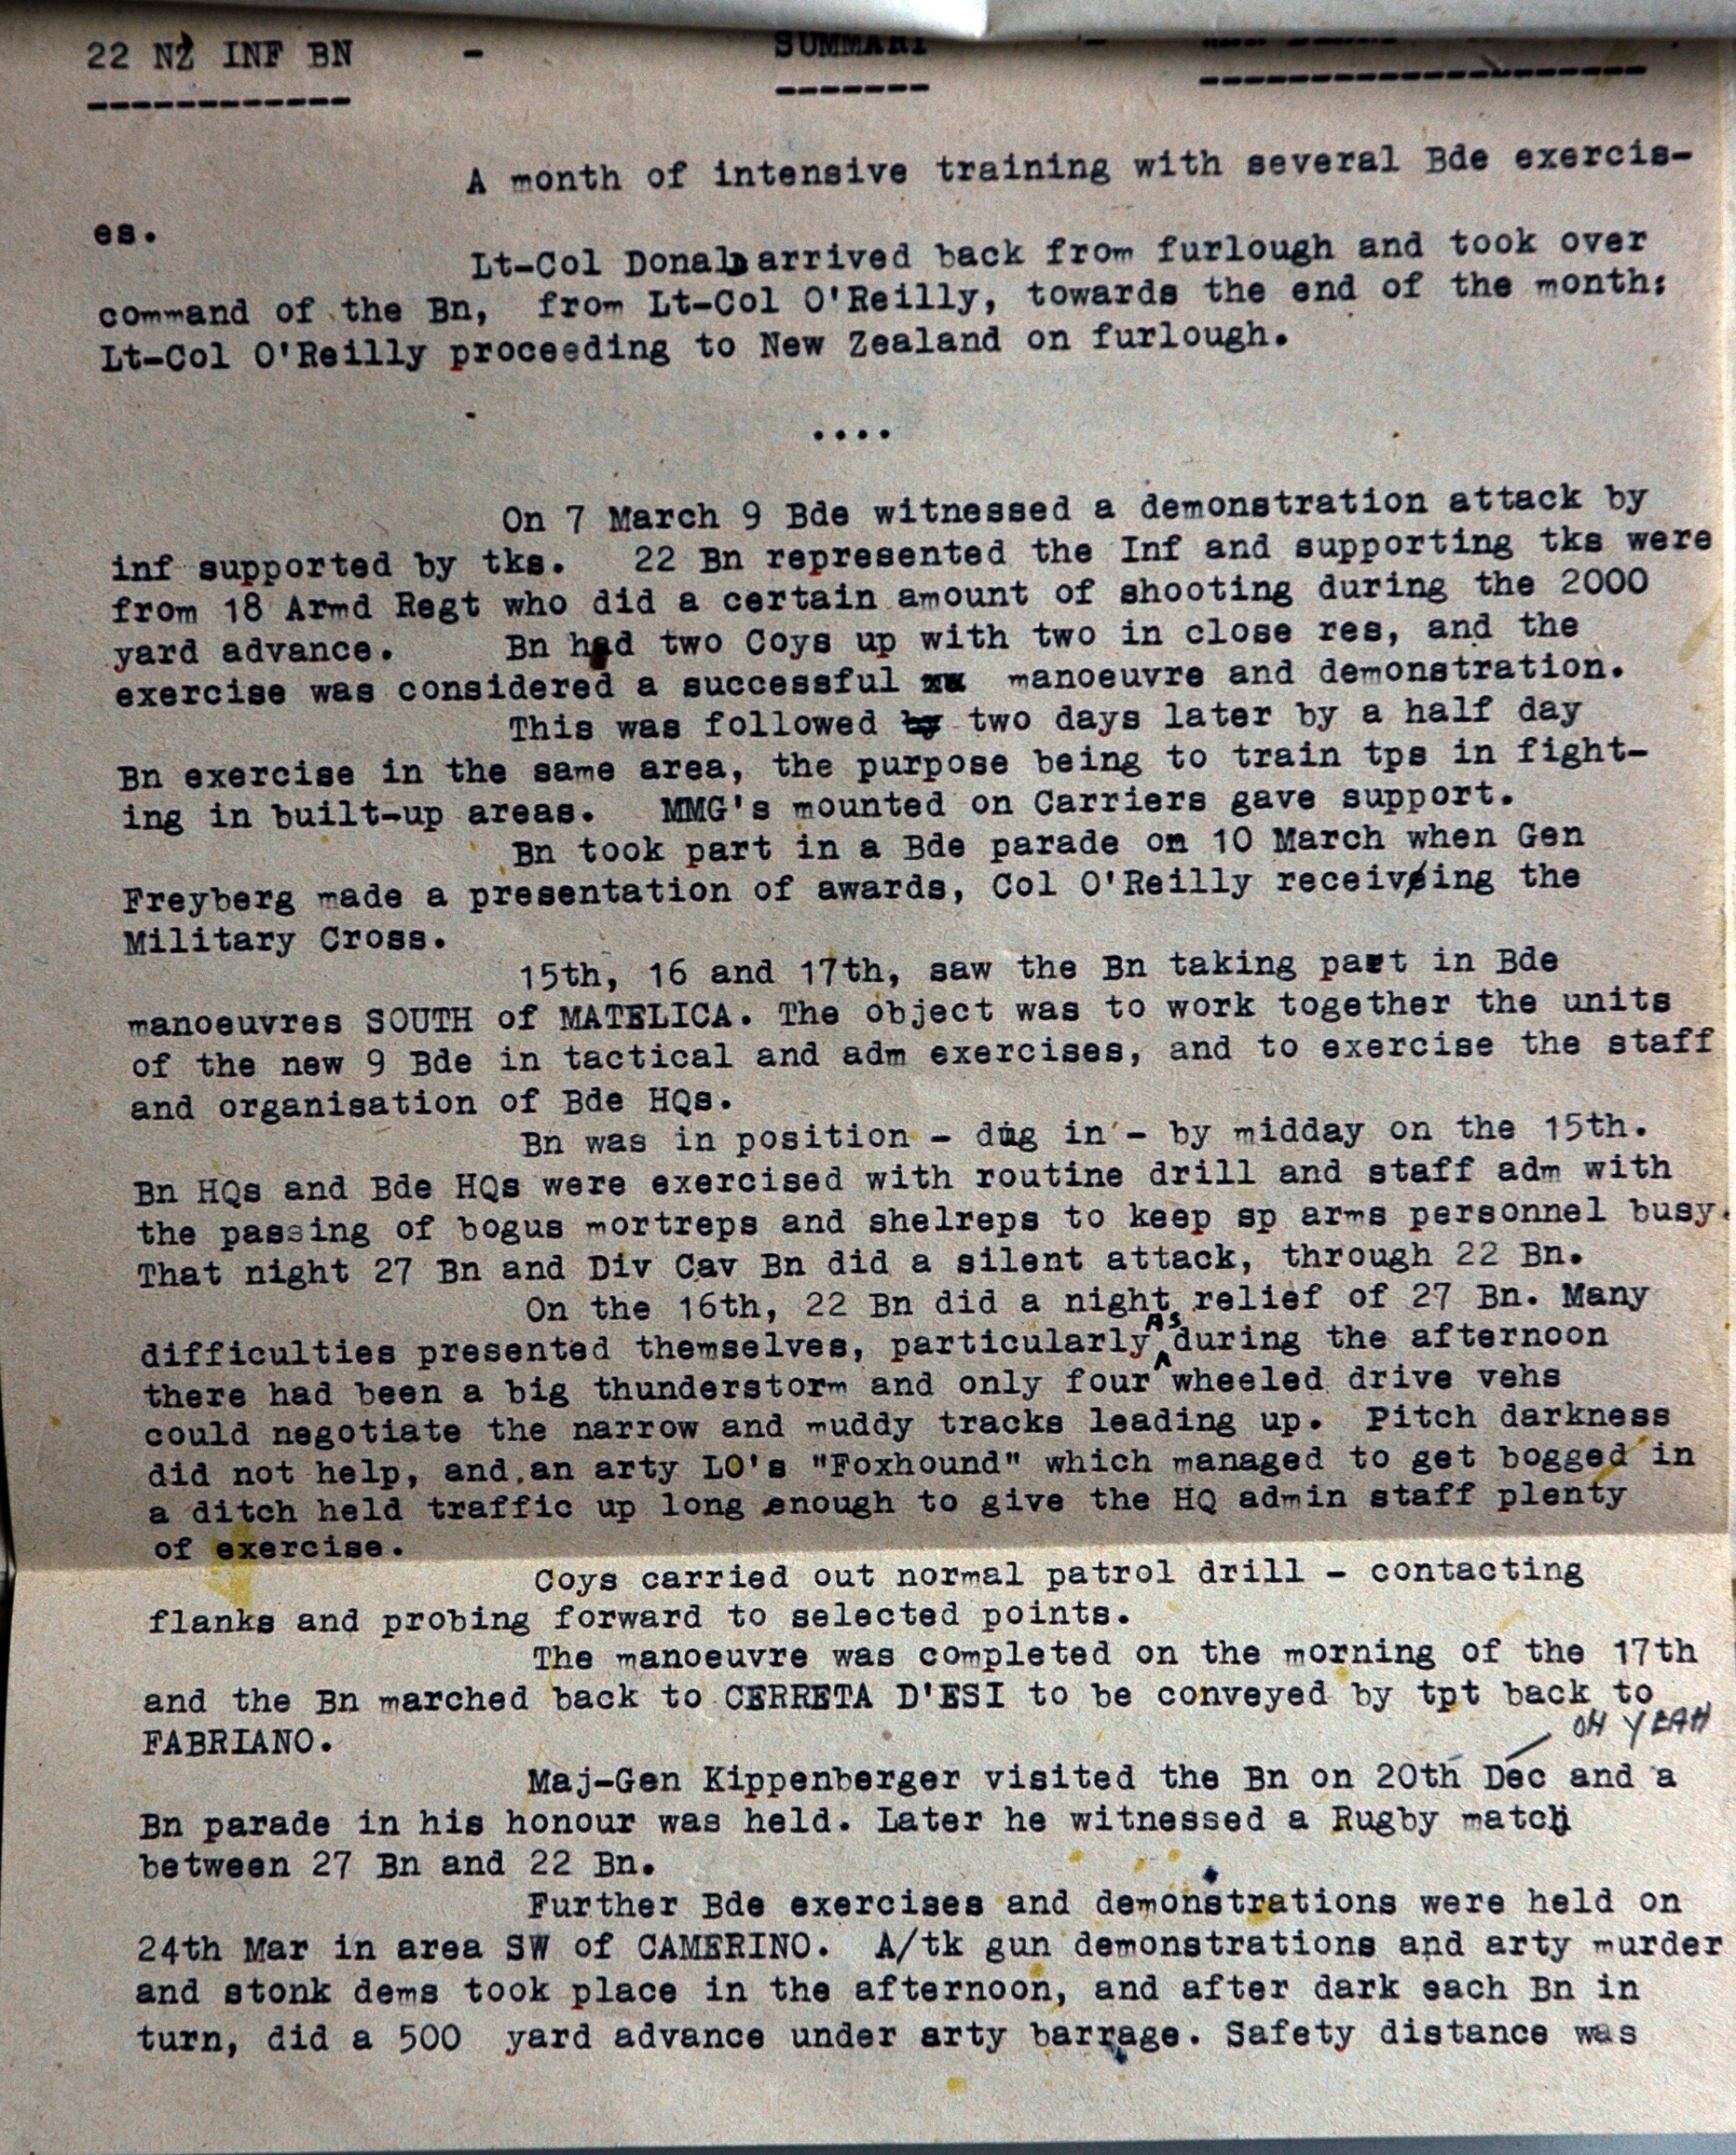 22 NZ INF BN - SUMMARY -
A month of intensive training with several Bde exercis-
es.
Lt-Col Donald arrived back from furlough and took over
command of the Bn, from Lt-Col O'Reilly, towards the end of the month:
Lt-Col O'Reilly proceeding to New Zealand on furlough.
....
On 7 March 9 Bde witnessed a demonstration attack by
inf supported by tks. 22 Bn represented the Inf and supporting tks were
from 18 Armd Regt who did a certain amount of shooting during the 2000
yard advance. Bn had two Coys up with two in close res, and the
exercise was considered a successful xx manoeuvre and demonstration.
This was followed by two days later by a half day
Bn exercise in the same area, the purpose being to train tps in fight-
ing in built-up areas. MMG's mounted on Carriers gave support.
Bn took part in a Bde parade on 10 March when Gen
Freyberg made a presentation of awards, Col O'Reilly receiving the
Military Cross.
15th, 16 and 17th, saw the Bn taking part in Bde
manoeuvres SOUTH of MATELICA. The object was to work together the units
of the new 9 Bde in tactical and adm exercises, and to exercise the staff
and organisation of Bde HQs.
Bn was in position - dug in - by midday on the 15th.
Bn HQs and Bde HQs were exercised with routine drill and staff adm with
the passing of bogus mortreps and shelreps to keep sp arms personnel busy.
That night 27 Bn and Div Cav Bn did a silent attack, through 22 Bn.
On the 16th, 22 Bn did a night relief of 27 Bn. Many
difficulties presented themselves, particularly AS during the afternoon
there had been a big thunderstorm and only four wheeled drive vehs
could negotiate the narrow and muddy tracks leading up. Pitch darkness
did not help, and an arty LO's "Foxhound" which managed to get bogged in
a ditch held traffic up long enough to give the HQ admin staff plenty
of exercise.
Coys carried out normal patrol drill - contacting
flanks and probing forward to selected points.
The manoeuvre was completed on the morning of the 17th
and the Bn marched back to CERRETA D'ESI to be conveyed by tpt back to
FABRIANO.
OH YEAH
Maj-Gen Kippenberger visited the Bn on 20th Dec and a
Bn parade in his honour was held. Later he witnessed a Rugby match
between 27 Bn and 22 Bn.
Further Bde exercises and demonstrations were held on
24th Mar in area SW of CAMERINO. A/tk gun demonstrations and arty murder
and stonk dems took place in the afternoon, and after dark each Bn in
turn, did a 500 yard advance under arty barrage. Safety distance was